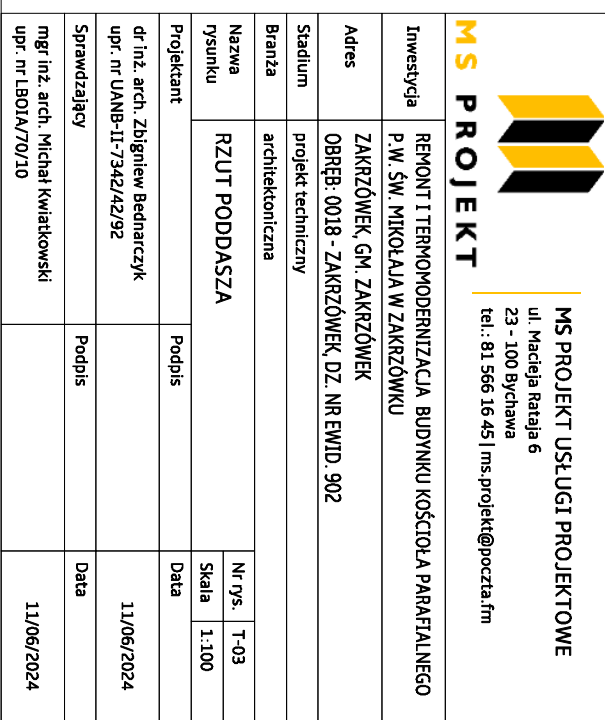 MS PROJEKT
MS PROJEKT USŁUGI PROJEKTOWE
ul. Macieja Rataja 6
23 - 100 Bychawa
tel.: 81 566 16 45 | ms.projekt@poczta.fm
Inwestycja
REMONT I TERMOMODERNIZACJA BUDYNKU KOŚCIOŁA PARAFIALNEGO
P.W. ŚW. MIKOŁAJA W ZAKRZÓWKU
Adres
ZAKRZÓWEK, GM. ZAKRZÓWEK
OBRĘB: 0018 - ZAKRZÓWEK, DZ. NR EWID. 902
Stadium
projekt techniczny
Branża
architektoniczna
Nazwa
rysunku
RZUT PODDASZA
Nr rys.
T-03
Skala
1:100
Projektant
Podpis
Data
dr inż. arch. Zbigniew Bednarczyk
upr. nr UANB-II-7342/42/92
11/06/2024
Sprawdzający
Podpis
Data
mgr inż. arch. Michał Kwiatkowski
upr. nr LBOIA/70/10
11/06/2024